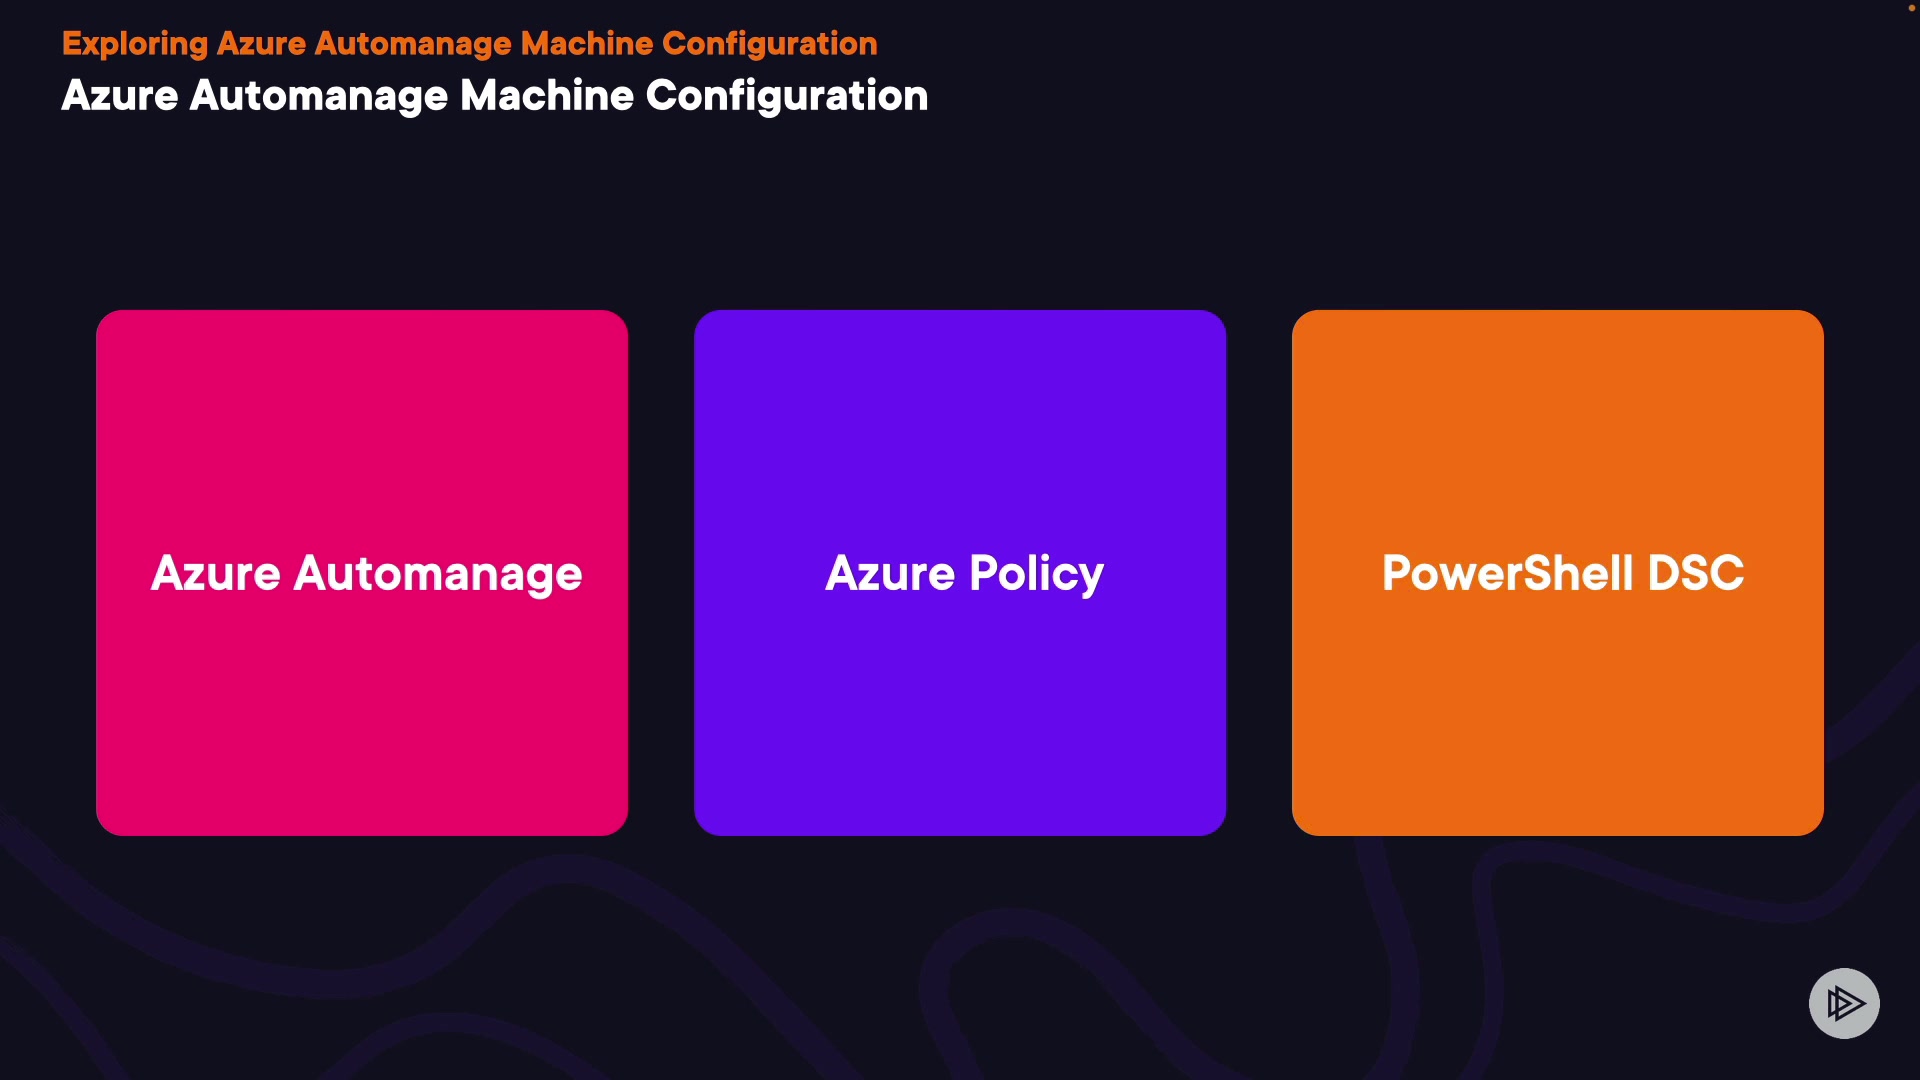 Exploring Azure Automanage Machine Configuration
Azure Automanage Machine Configuration
Azure Automanage
Azure Policy
PowerShell DSC